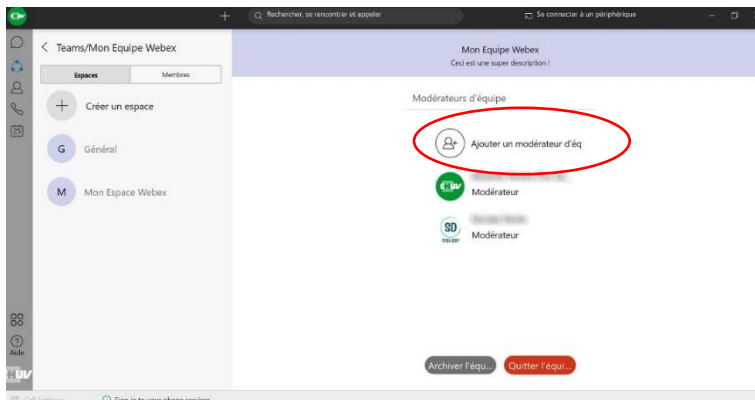 Rechercher, se rencontrer et appeler
Se connecter à un périphérique
Teams/Mon Equipe Webex
Espaces
Membres
Créer un espace
G
Général
M
Mon Espace Webex
25
Aide
Mon Equipe Webex
Ceci est une super description !
Modérateurs d'équipe
Ajouter un modérateur d'éq
Modérateur
SD
Modérateur
Archiver l'équ...
Quitter l'équi...